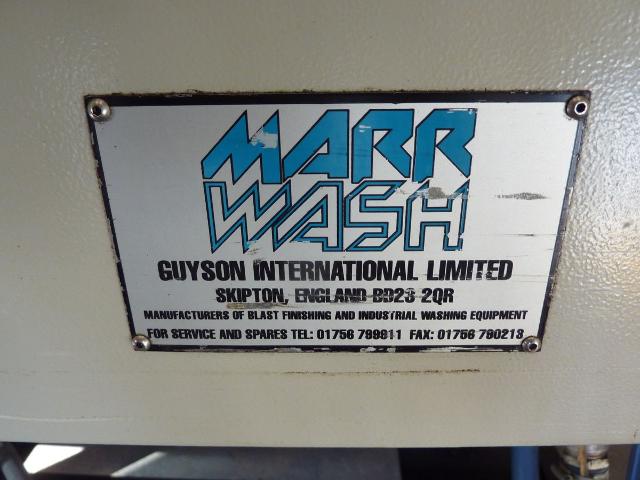 MARR
WASH
GUYSON INTERNATIONAL LIMITED
SKIPTON, ENGLAND BD23 2QR
MANUFACTURERS OF BLAST FINISHING AND INDUSTRIAL WASHING EQUIPMENT
FOR SERVICE AND SPARES TEL: 01756 799911 FAX: 01756 790213